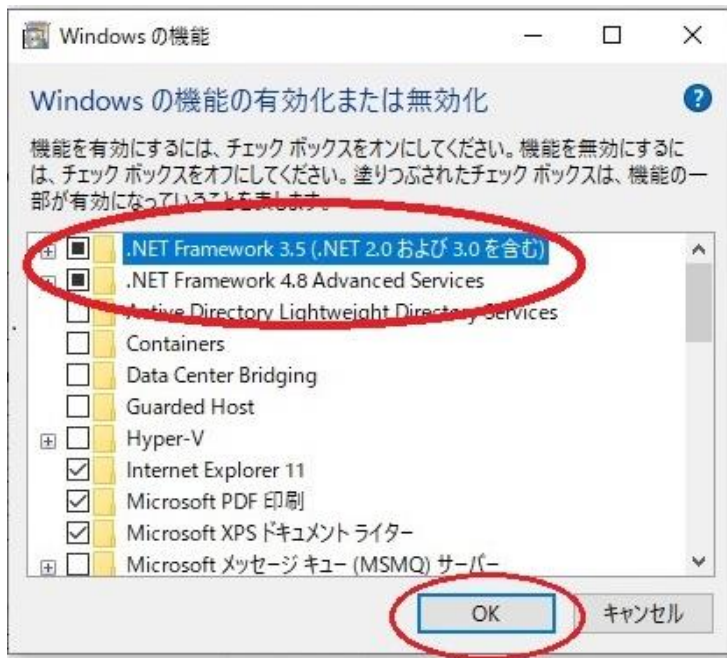 Windows の機能
Windows の機能の有効化または無効化
機能を有効にするには、チェック ボックスをオンにしてください。機能を無効にするに
は、チェック ボックスをオフにしてください。塗りつぶされたチェック ボックスは、機能の一
部が有効になっていることを表します。
.NET Framework 3.5 (.NET 2.0 および 3.0 を含む)
.NET Framework 4.8 Advanced Services
Active Directory Lightweight Directory Services
Containers
Data Center Bridging
Guarded Host
Hyper-V
Internet Explorer 11
Microsoft PDF 印刷
Microsoft XPS ドキュメント ライター
Microsoft メッセージ キュー (MSMQ) サーバー
OK
キャンセル